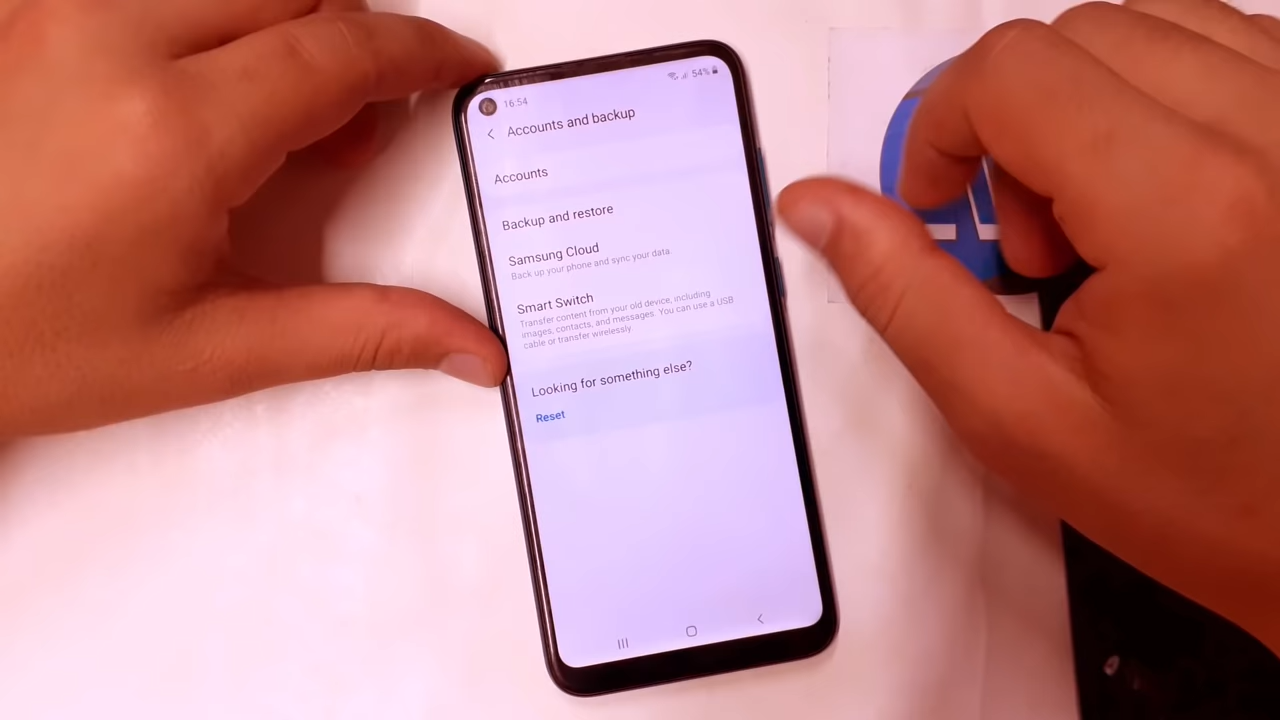 16:54
54%
Accounts and backup
Accounts
Backup and restore
Samsung Cloud
Back up your phone and sync your data.
Smart Switch
Transfer content from your old device, including
images, contacts, and messages. You can use a USB
cable or transfer wirelessly.
Looking for something else?
Reset